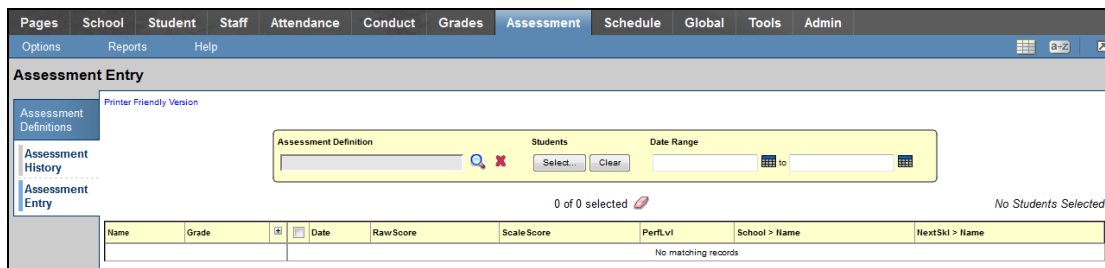 Pages School Student Staff Attendance Conduct Grades Assessment Schedule Global Tools Admin
Options Reports Help a-z
Assessment Entry
Printer Friendly Version
Assessment
Definitions
Assessment
History
Assessment
Entry
Assessment Definition Students Date Range
Select... Clear to
0 of 0 selected No Students Selected
Name Grade Date RawScore ScaleScore PerfLvl School > Name NextSkl > Name
No matching records